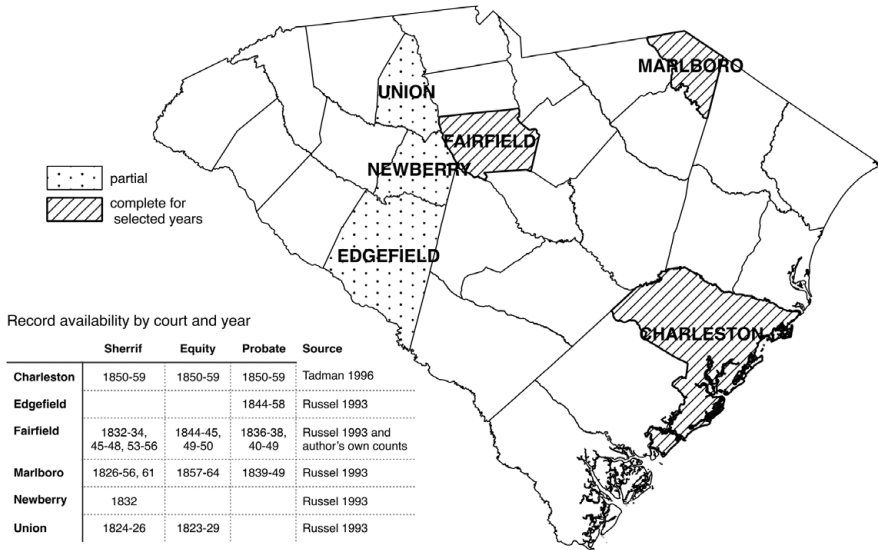 MARLBORO
UNION
FAIRFIELD
NEWBERRY
partial
complete for
selected years
EDGEFIELD
CHARLESTON
Record availability by court and year
Sherrif Equity Probate Source
Charleston 1850-59 1850-59 1850-59 Tadman 1996
Edgefield 1844-58 Russel 1993
Fairfield 1832-34, 1844-45, 1836-38, Russel 1993 and
45-48, 53-56 49-50 40-49 author's own counts
Marlboro 1826-56, 61 1857-64 1839-49 Russel 1993
Newberry 1832 Russel 1993
Union 1824-26 1823-29 Russel 1993